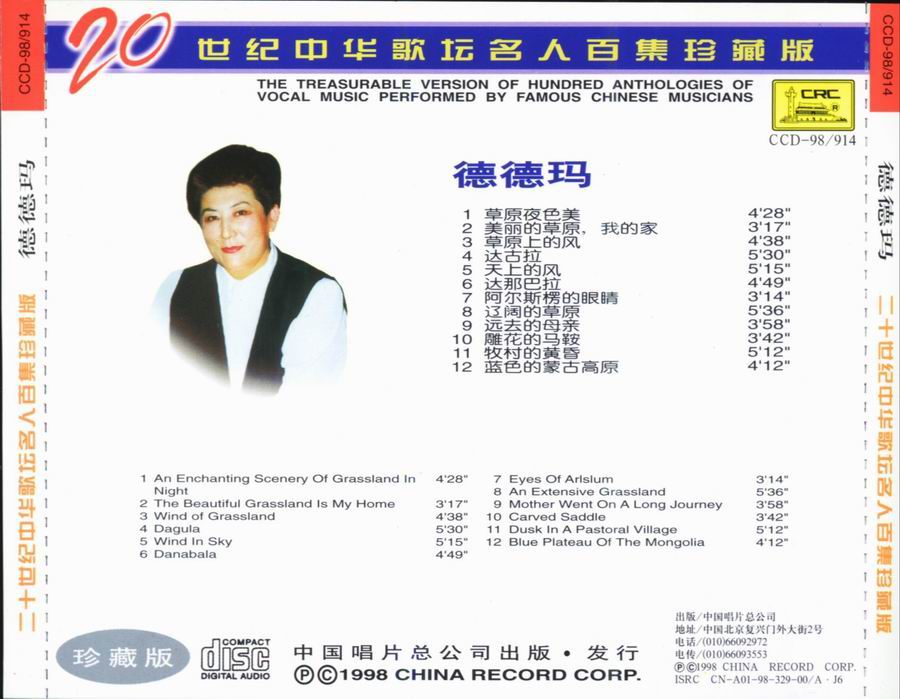 CCD-98/914
德德玛
二十世纪中华歌坛名人百集珍藏版
20世纪中华歌坛名人百集珍藏版
THE TREASURABLE VERSION OF HUNDRED ANTHOLOGIES OF
VOCAL MUSIC PERFORMED BY FAMOUS CHINESE MUSICIANS
CRC
®
CCD-98/914
德德玛
1 草原夜色美 4'28"
2 美丽的草原，我的家 3'17"
3 草原上的风 4'38"
4 达古拉 5'30"
5 天上的风 5'15"
6 达那巴拉 4'49"
7 阿尔斯楞的眼睛 3'14"
8 辽阔的草原 5'36"
9 远去的母亲 3'58"
10 雕花的马鞍 3'42"
11 牧村的黄昏 5'12"
12 蓝色的蒙古高原 4'12"
1 An Enchanting Scenery Of Grassland In
Night 4'28"
2 The Beautiful Grassland Is My Home 3'17"
3 Wind of Grassland 4'38"
4 Dagula 5'30"
5 Wind In Sky 5'15"
6 Danabala 4'49"
7 Eyes Of Arlslum 3'14"
8 An Extensive Grassland 5'36"
9 Mother Went On A Long Journey 3'58"
10 Carved Saddle 3'42"
11 Dusk In A Pastoral Village 5'12"
12 Blue Plateau Of The Mongolia 4'12"
珍藏版
COMPACT
disc
DIGITAL AUDIO
中国唱片总公司出版·发行
ⓅⒸ1998 CHINA RECORD CORP.
出版/中国唱片总公司
地址/中国北京复兴门外大街2号
电话/(010)66092972
电传/(010)66093553
ⓅⒸ1998 CHINA RECORD CORP.
ISRC CN-A01-98-329-00/A·J6
CCD-98/914
德德玛
二十世纪中华歌坛名人百集珍藏版